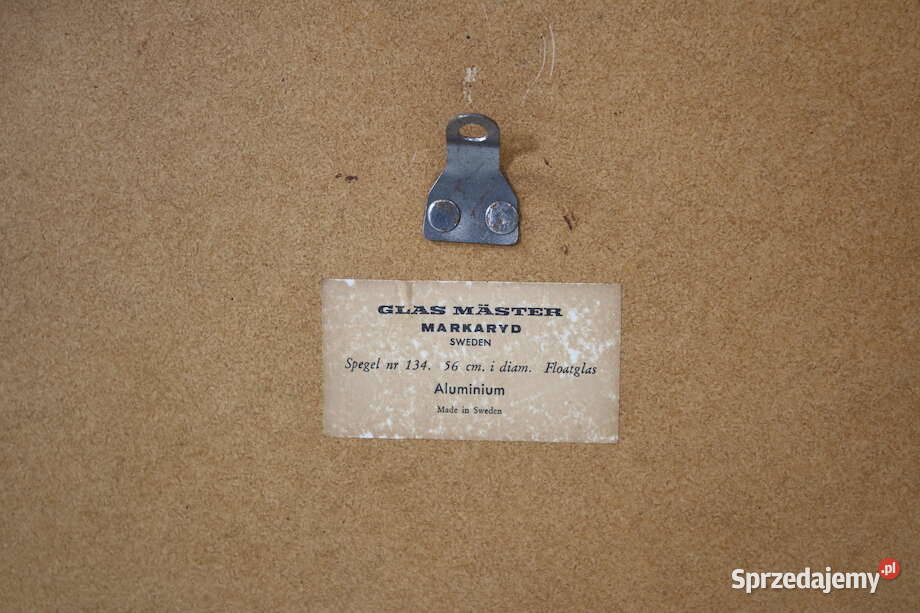 GLAS MÄSTER
MARKARYD
SWEDEN
Spegel nr 134. 56 cm. i diam. Floatglas
Aluminium
Made in Sweden
Sprzedajemy.pl